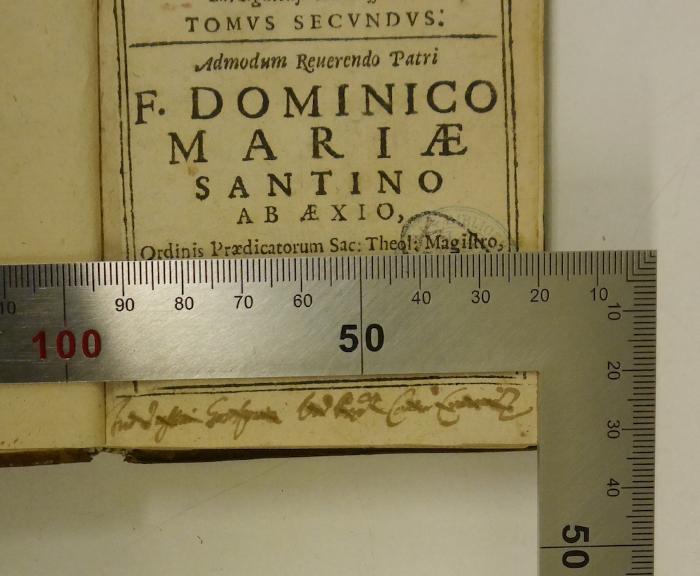 TOMVS SECVNDVS:
Admodum Reuerendo Patri
F. DOMINICO
MARIÆ
SANTINO
AB ÆXIO,
Ordinis Prædicatorum Sac: Theol: Magistro,
10 90 80 70 60 40 30 20 10
100 50
10
20
30
40
50